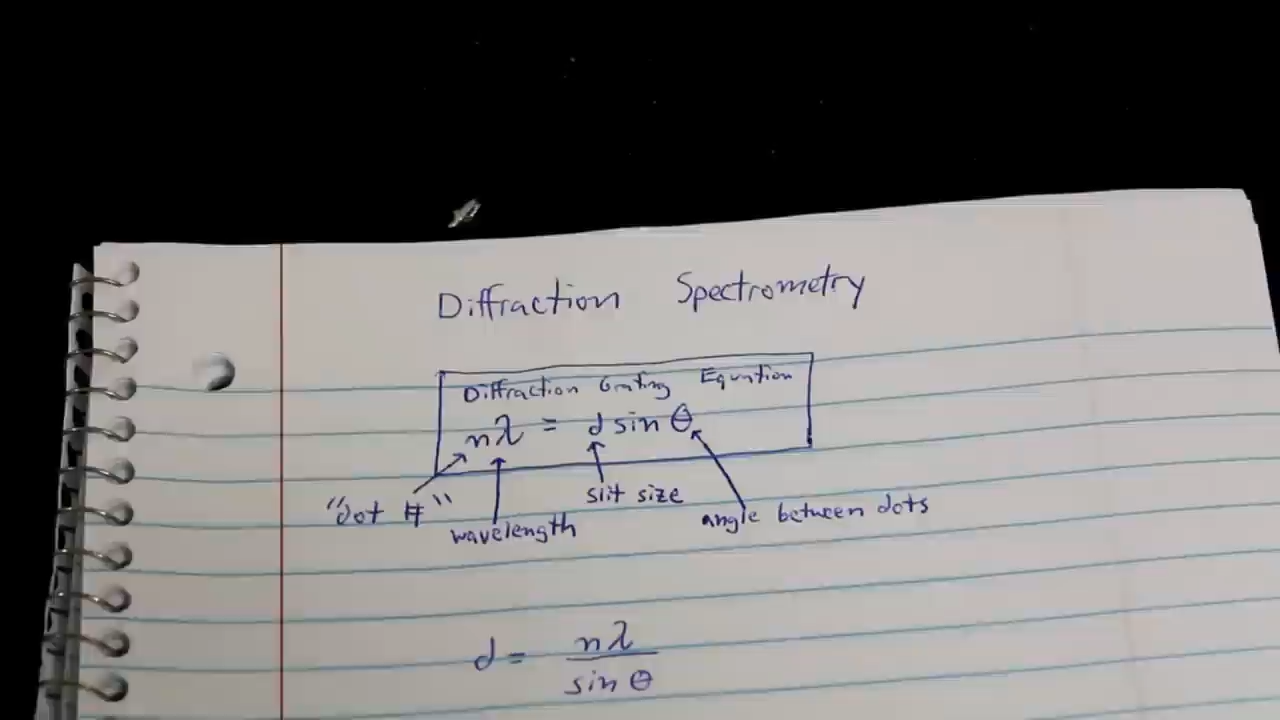 Diffraction Spectrometry
Diffraction Grating Equation
nλ = d sin θ
"dot #"
wavelength
slit size
angle between dots
d = nλ
sin θ